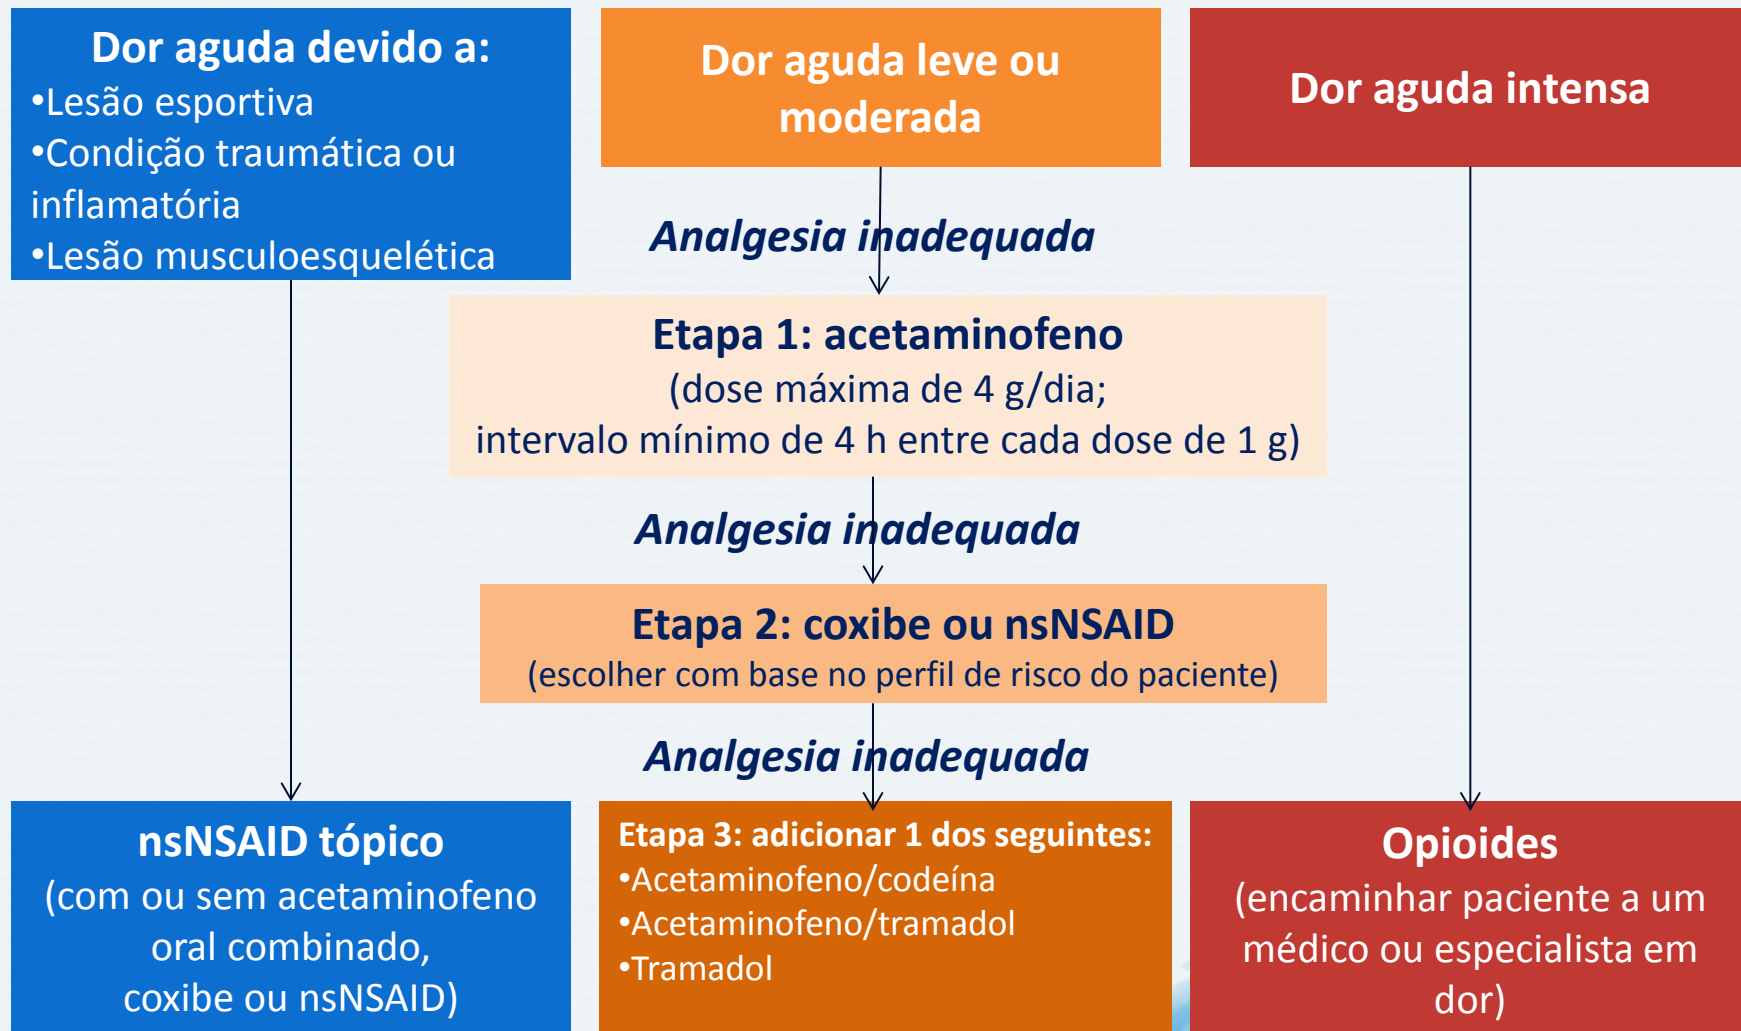 Dor aguda devido a:
•Lesão esportiva
•Condição traumática ou
inflamatória
•Lesão musculoesquelética
Dor aguda leve ou
moderada
Dor aguda intensa
Analgesia inadequada
Etapa 1: acetaminofeno
(dose máxima de 4 g/dia;
intervalo mínimo de 4 h entre cada dose de 1 g)
Analgesia inadequada
Etapa 2: coxibe ou nsNSAID
(escolher com base no perfil de risco do paciente)
Analgesia inadequada
nsNSAID tópico
(com ou sem acetaminofeno
oral combinado,
coxibe ou nsNSAID)
Etapa 3: adicionar 1 dos seguintes:
•Acetaminofeno/codeína
•Acetaminofeno/tramadol
•Tramadol
Opioides
(encaminhar paciente a um
médico ou especialista em
dor)